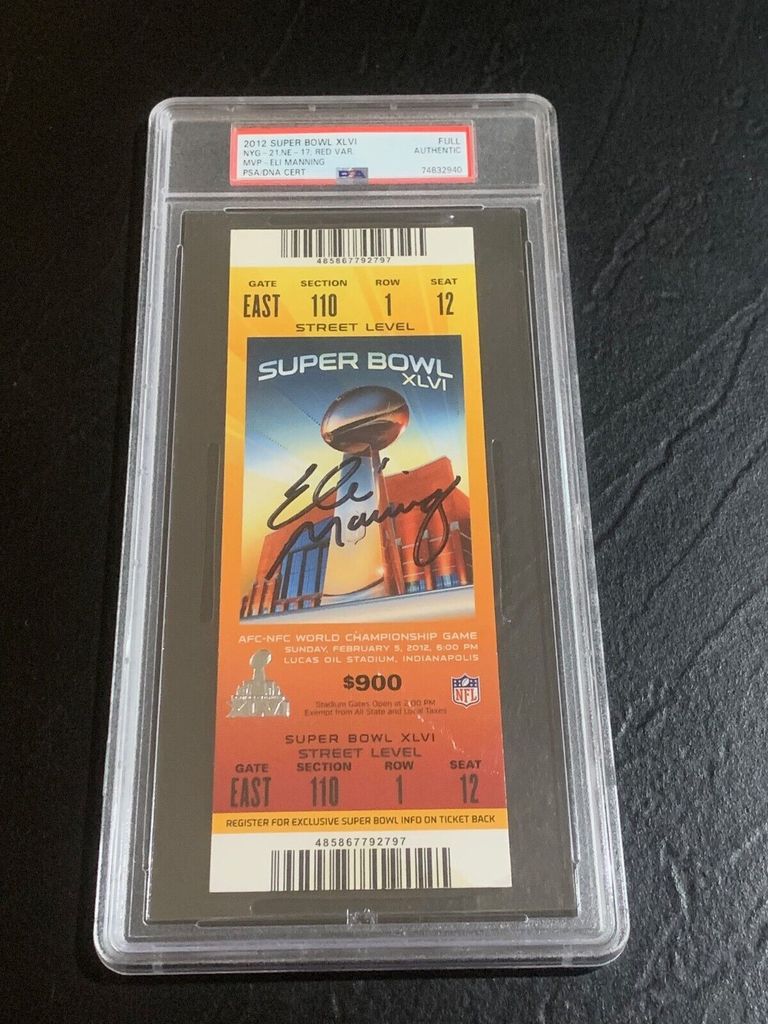 2012 SUPER BOWL XLVI FULL
NYG-21,NE-17, RED VAR. AUTHENTIC
MVP-ELI MANNING
PSA/DNA CERT PSA 74832940
485867792797
GATE SECTION ROW SEAT
EAST 110 1 12
STREET LEVEL
SUPER BOWL
XLVI
Eli
Manning
AFC-NFC WORLD CHAMPIONSHIP GAME
SUNDAY, FEBRUARY 5, 2012, 6:00 PM
LUCAS OIL STADIUM, INDIANAPOLIS
$900
Stadium Gates Open at 2:00 PM
Exempt from All State and Local Taxes
XLVI
NFL
SUPER BOWL XLVI
STREET LEVEL
GATE SECTION ROW SEAT
EAST 110 1 12
REGISTER FOR EXCLUSIVE SUPER BOWL INFO ON TICKET BACK
485867792797